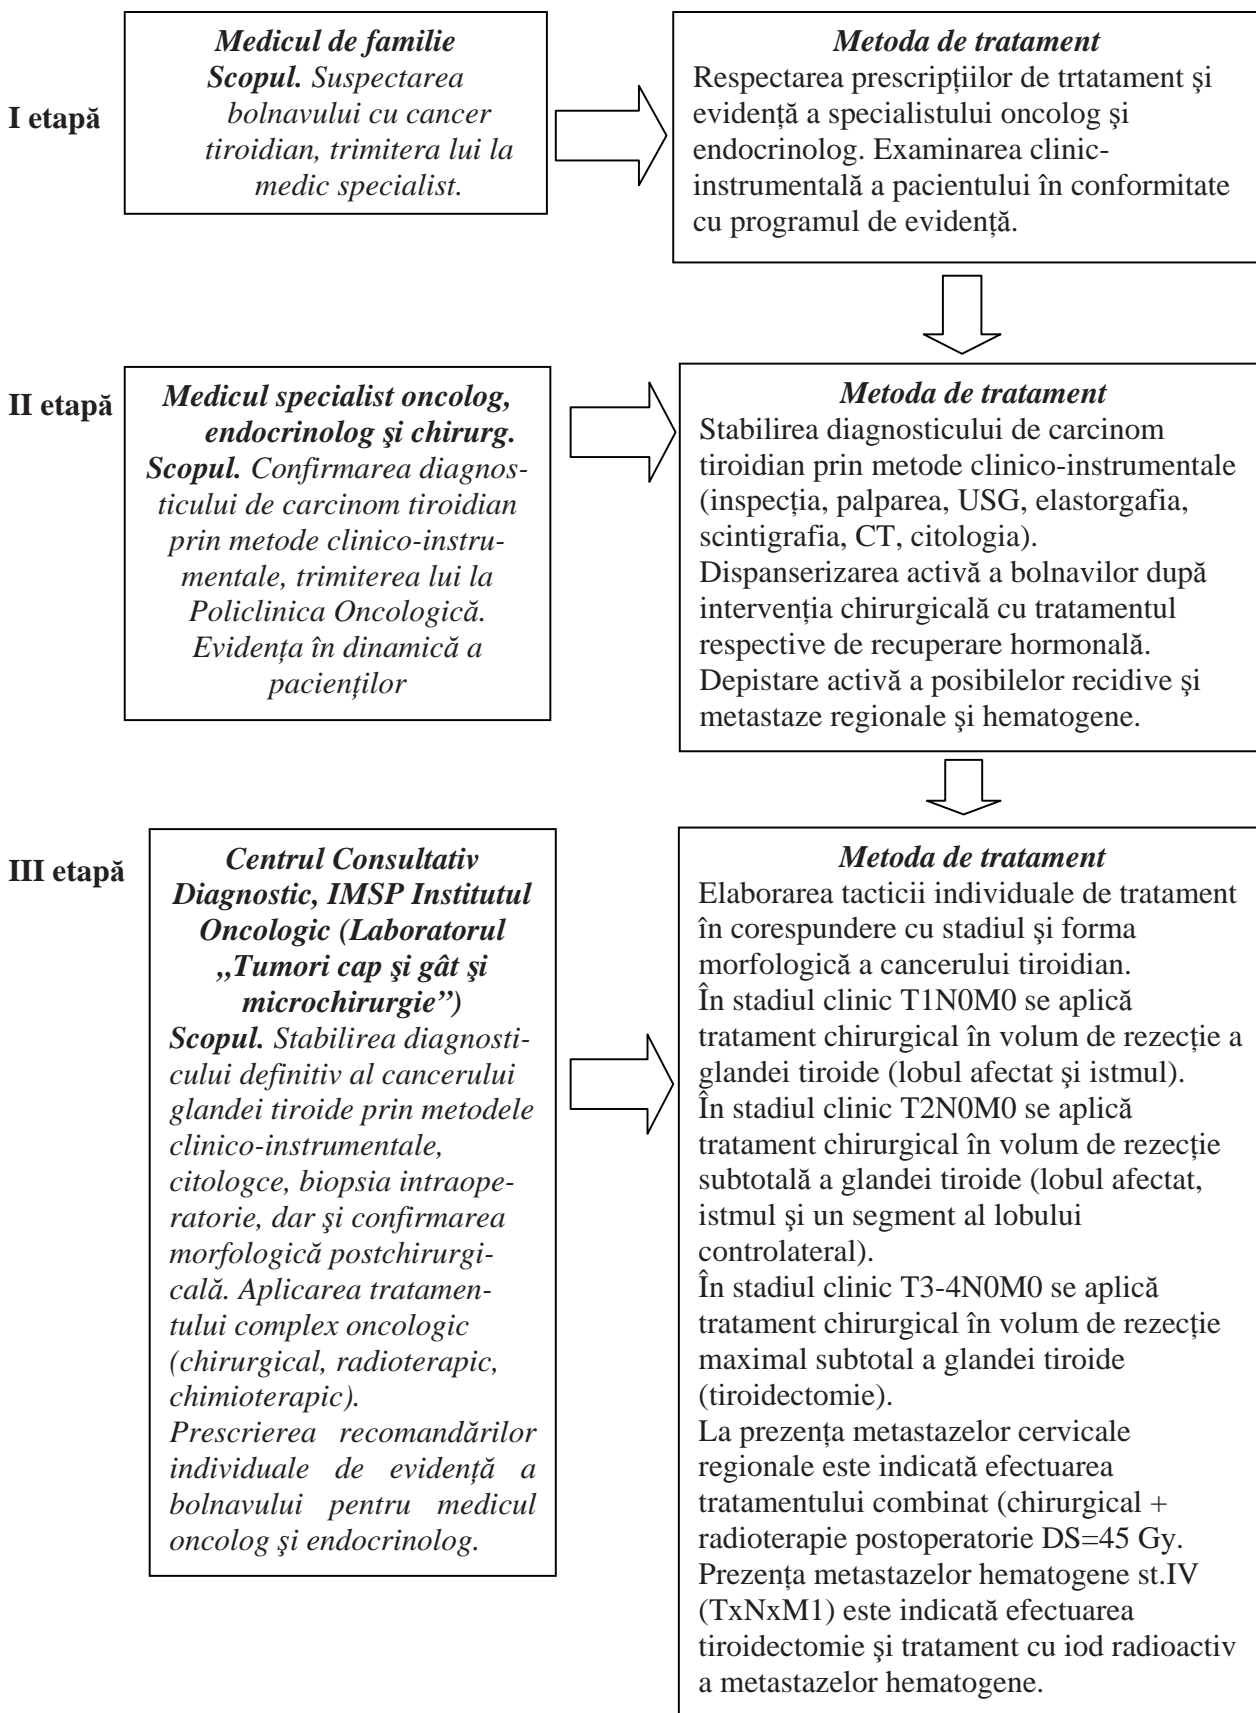 I etapă
Medicul de familie
Scopul. Suspectarea
bolnavului cu cancer
tiroidian, trimitera lui la
medic specialist.
Metoda de tratament
Respectarea prescripţiilor de trtatament şi
evidenţă a specialistului oncolog şi
endocrinolog. Examinarea clinic-
instrumentală a pacientului în conformitate
cu programul de evidenţă.
II etapă
Medicul specialist oncolog,
endocrinolog şi chirurg.
Scopul. Confirmarea diagnos-
ticului de carcinom tiroidian
prin metode clinico-instru-
mentale, trimiterea lui la
Policlinica Oncologică.
Evidenţa în dinamică a
pacienţilor
Metoda de tratament
Stabilirea diagnosticului de carcinom
tiroidian prin metode clinico-instrumentale
(inspecţia, palparea, USG, elastorgafia,
scintigrafia, CT, citologia).
Dispanserizarea activă a bolnavilor după
intervenţia chirurgicală cu tratamentul
respective de recuperare hormonală.
Depistare activă a posibilelor recidive şi
metastaze regionale şi hematogene.
III etapă
Centrul Consultativ
Diagnostic, IMSP Institutul
Oncologic (Laboratorul
„Tumori cap şi gât şi
microchirurgie”)
Scopul. Stabilirea diagnosti-
cului definitiv al cancerului
glandei tiroide prin metodele
clinico-instrumentale,
citologce, biopsia intraope-
ratorie, dar şi confirmarea
morfologică postchirurgi-
cală. Aplicarea tratamen-
tului complex oncologic
(chirurgical, radioterapic,
chimioterapic).
Prescrierea recomandărilor
individuale de evidenţă a
bolnavului pentru medicul
oncolog şi endocrinolog.
Metoda de tratament
Elaborarea tacticii individuale de tratament
în corespundere cu stadiul şi forma
morfologică a cancerului tiroidian.
În stadiul clinic T1N0M0 se aplică
tratament chirurgical în volum de rezecţie a
glandei tiroide (lobul afectat şi istmul).
În stadiul clinic T2N0M0 se aplică
tratament chirurgical în volum de rezecţie
subtotală a glandei tiroide (lobul afectat,
istmul şi un segment al lobului
controlateral).
În stadiul clinic T3-4N0M0 se aplică
tratament chirurgical în volum de rezecţie
maximal subtotal a glandei tiroide
(tiroidectomie).
La prezenţa metastazelor cervicale
regionale este indicată efectuarea
tratamentului combinat (chirurgical +
radioterapie postoperatorie DS=45 Gy.
Prezenţa metastazelor hematogene st.IV
(TxNxM1) este indicată efectuarea
tiroidectomie şi tratament cu iod radioactiv
a metastazelor hematogene.